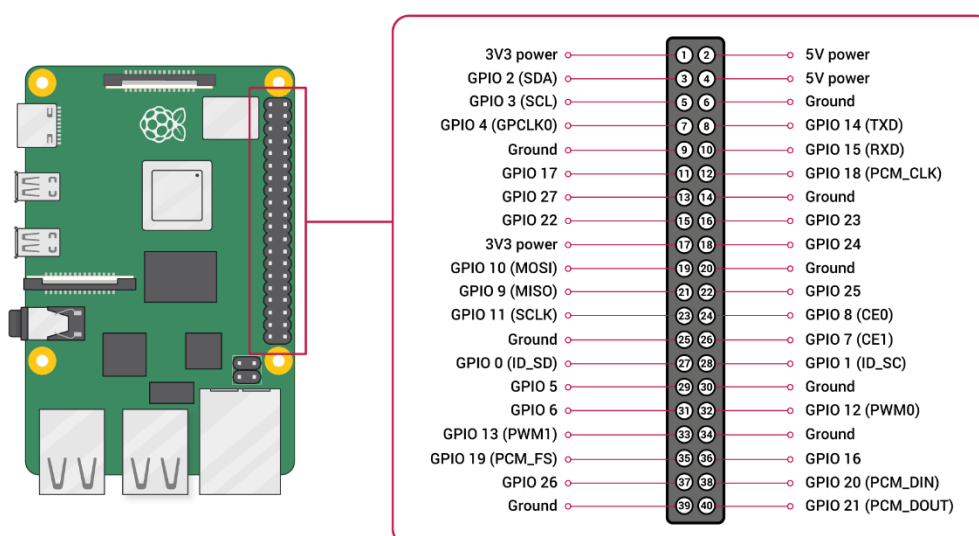 3V3 power 1 2 5V power
GPIO 2 (SDA) 3 4 5V power
GPIO 3 (SCL) 5 6 Ground
GPIO 4 (GPCLK0) 7 8 GPIO 14 (TXD)
Ground 9 10 GPIO 15 (RXD)
GPIO 17 11 12 GPIO 18 (PCM_CLK)
GPIO 27 13 14 Ground
GPIO 22 15 16 GPIO 23
3V3 power 17 18 GPIO 24
GPIO 10 (MOSI) 19 20 Ground
GPIO 9 (MISO) 21 22 GPIO 25
GPIO 11 (SCLK) 23 24 GPIO 8 (CE0)
Ground 25 26 GPIO 7 (CE1)
GPIO 0 (ID_SD) 27 28 GPIO 1 (ID_SC)
GPIO 5 29 30 Ground
GPIO 6 31 32 GPIO 12 (PWM0)
GPIO 13 (PWM1) 33 34 Ground
GPIO 19 (PCM_FS) 35 36 GPIO 16
GPIO 26 37 38 GPIO 20 (PCM_DIN)
Ground 39 40 GPIO 21 (PCM_DOUT)